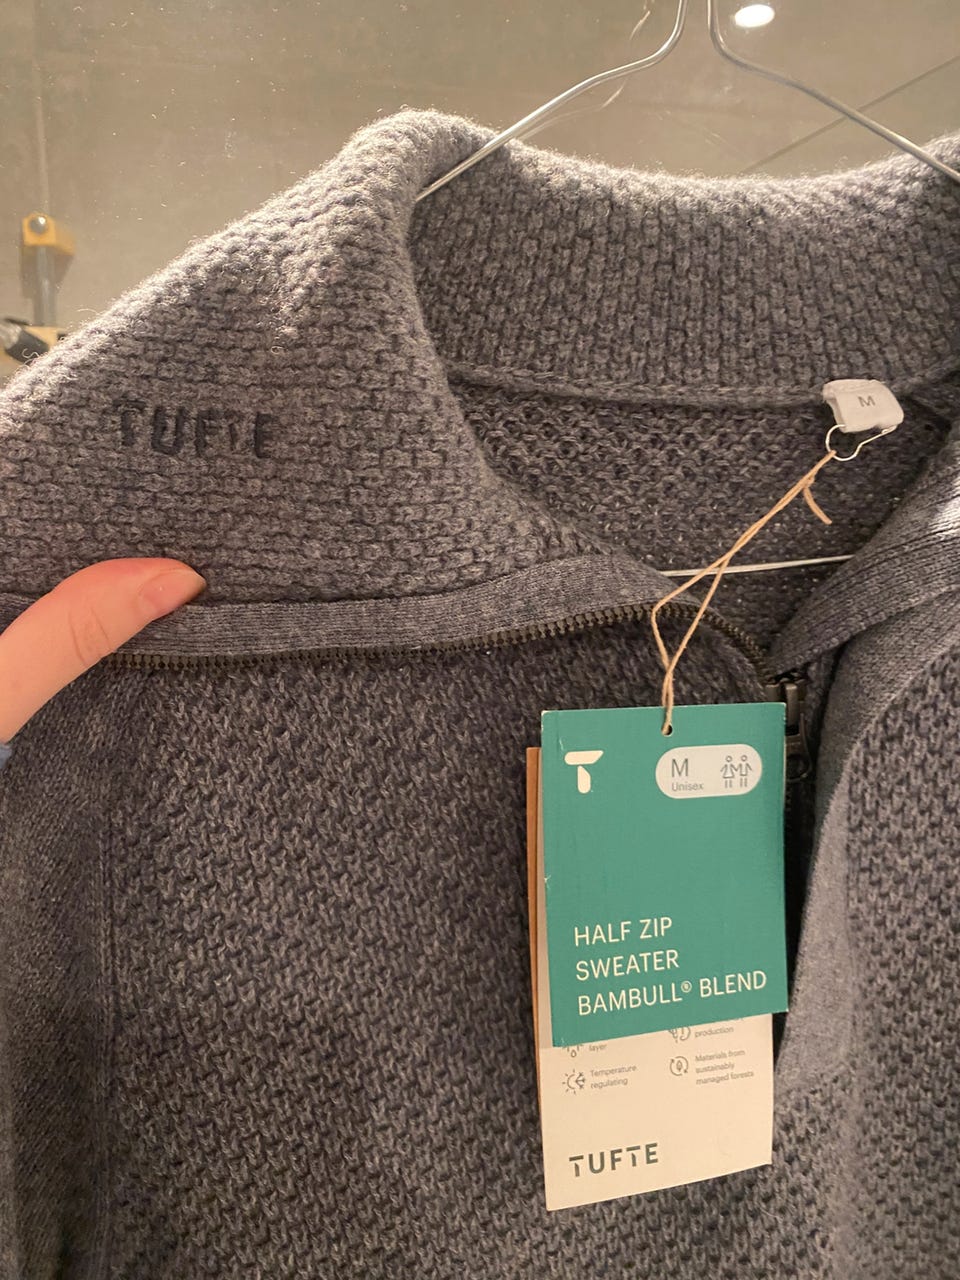 TUFTE
M
M
Unisex
HALF ZIP
SWEATER
BAMBULL® BLEND
layer
production
Temperature
regulating
Materials from
sustainably
managed forests
TUFTE